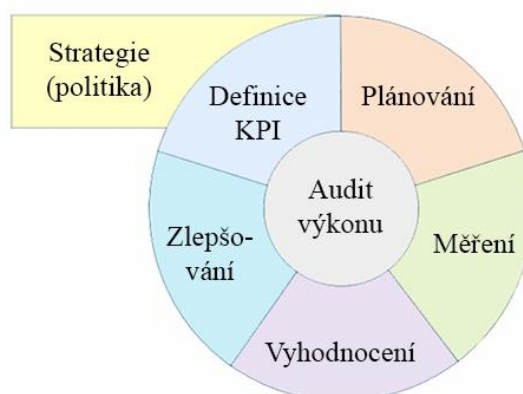 Strategie
(politika)
Definice
KPI
Plánování
Audit
výkonu
Zlepšo-
vání
Měření
Vyhodnocení